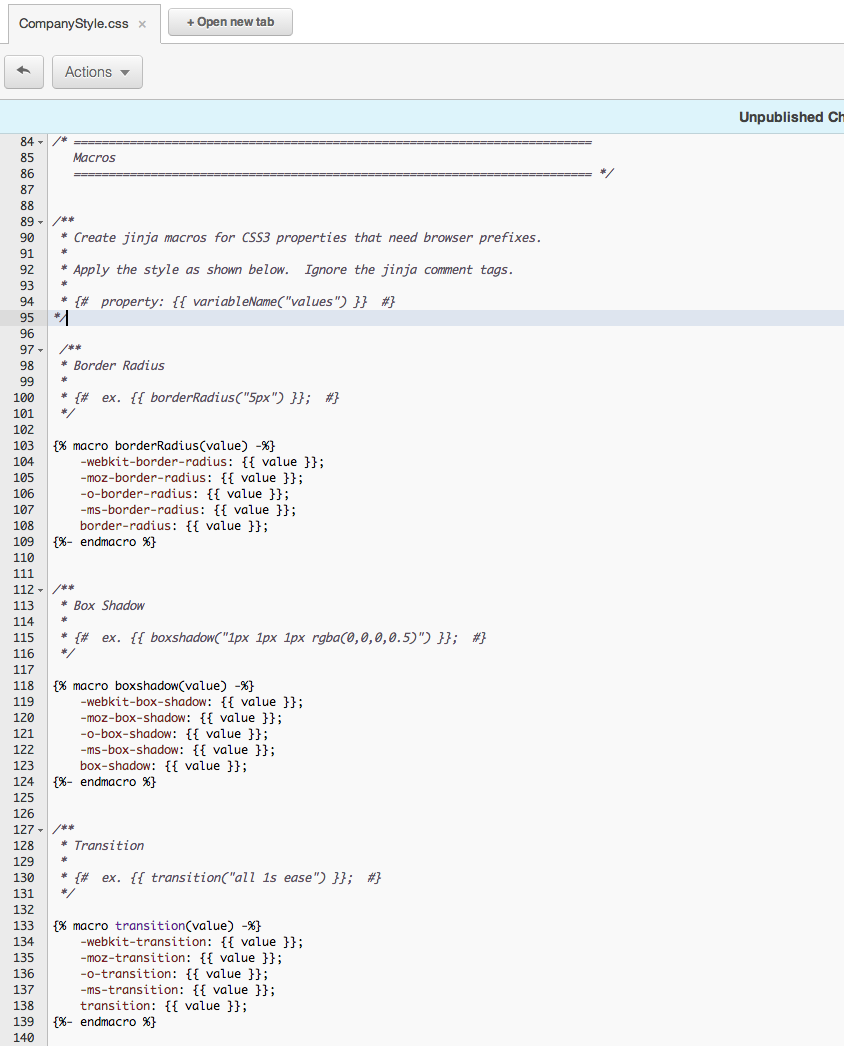 CompanyStyle.css ×
+ Open new tab
Actions
Unpublished Ch
84 /* ==========================================================================
85    Macros
86    ========================================================================== */
87
88
89 /**
90  * Create jinja macros for CSS3 properties that need browser prefixes.
91  *
92  * Apply the style as shown below.  Ignore the jinja comment tags.
93  *
94  * {#  property: {{ variableName("values") }}  #}
95 */
96
97  /**
98  * Border Radius
99  *
100  * {#  ex. {{ borderRadius("5px") }};  #}
101  */
102
103 {% macro borderRadius(value) -%}
104     -webkit-border-radius: {{ value }};
105     -moz-border-radius: {{ value }};
106     -o-border-radius: {{ value }};
107     -ms-border-radius: {{ value }};
108     border-radius: {{ value }};
109 {%- endmacro %}
110
111
112 /**
113  * Box Shadow
114  *
115  * {#  ex. {{ boxshadow("1px 1px 1px rgba(0,0,0,0.5)") }};  #}
116  */
117
118 {% macro boxshadow(value) -%}
119     -webkit-box-shadow: {{ value }};
120     -moz-box-shadow: {{ value }};
121     -o-box-shadow: {{ value }};
122     -ms-box-shadow: {{ value }};
123     box-shadow: {{ value }};
124 {%- endmacro %}
125
126
127 /**
128  * Transition
129  *
130  * {#  ex. {{ transition("all 1s ease") }};  #}
131  */
132
133 {% macro transition(value) -%}
134     -webkit-transition: {{ value }};
135     -moz-transition: {{ value }};
136     -o-transition: {{ value }};
137     -ms-transition: {{ value }};
138     transition: {{ value }};
139 {%- endmacro %}
140